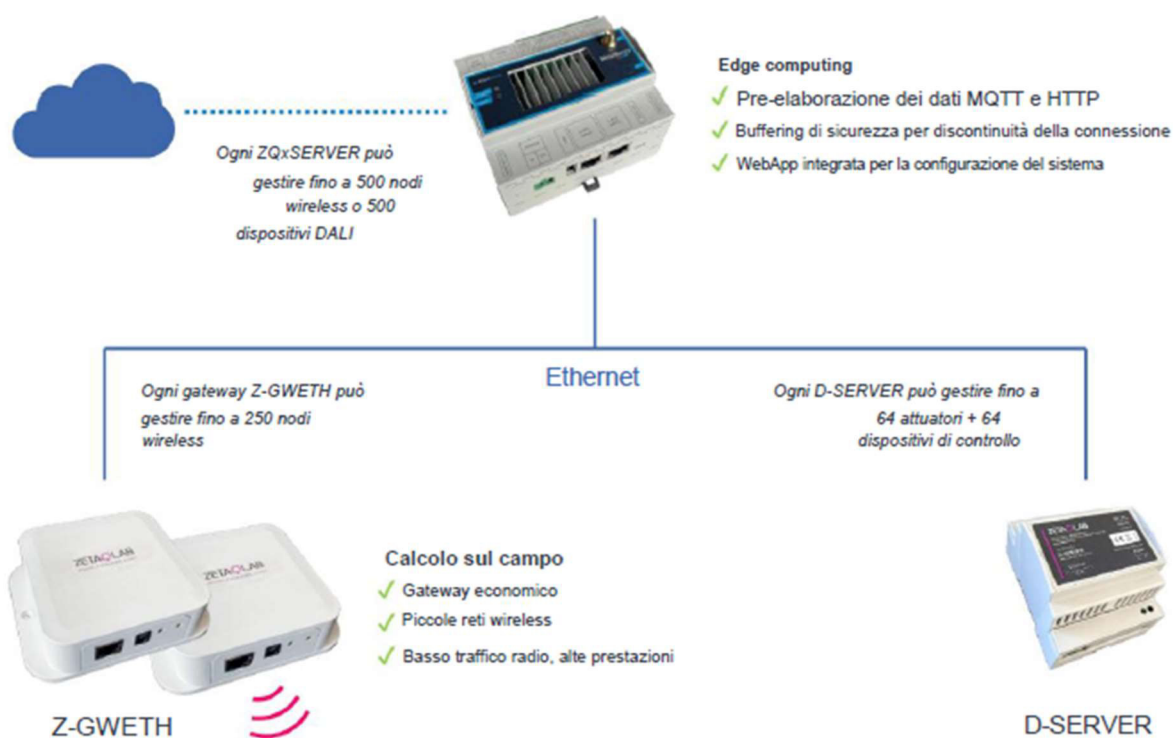 Edge computing
Pre-elaborazione dei dati MQTT e HTTP
Buffering di sicurezza per discontinuità della connessione
WebApp integrata per la configurazione del sistema
Ogni ZQxSERVER può
gestire fino a 500 nodi
wireless o 500
dispositivi DALI
Ethernet
Ogni gateway Z-GWETH può
gestire fino a 250 nodi
wireless
Ogni D-SERVER può gestire fino a
64 attuatori + 64
dispositivi di controllo
ZETAQLAB
ZETAQLAB
Calcolo sul campo
Gateway economico
Piccole reti wireless
Basso traffico radio, alte prestazioni
ZETAQLAB
Z-GWETH
D-SERVER